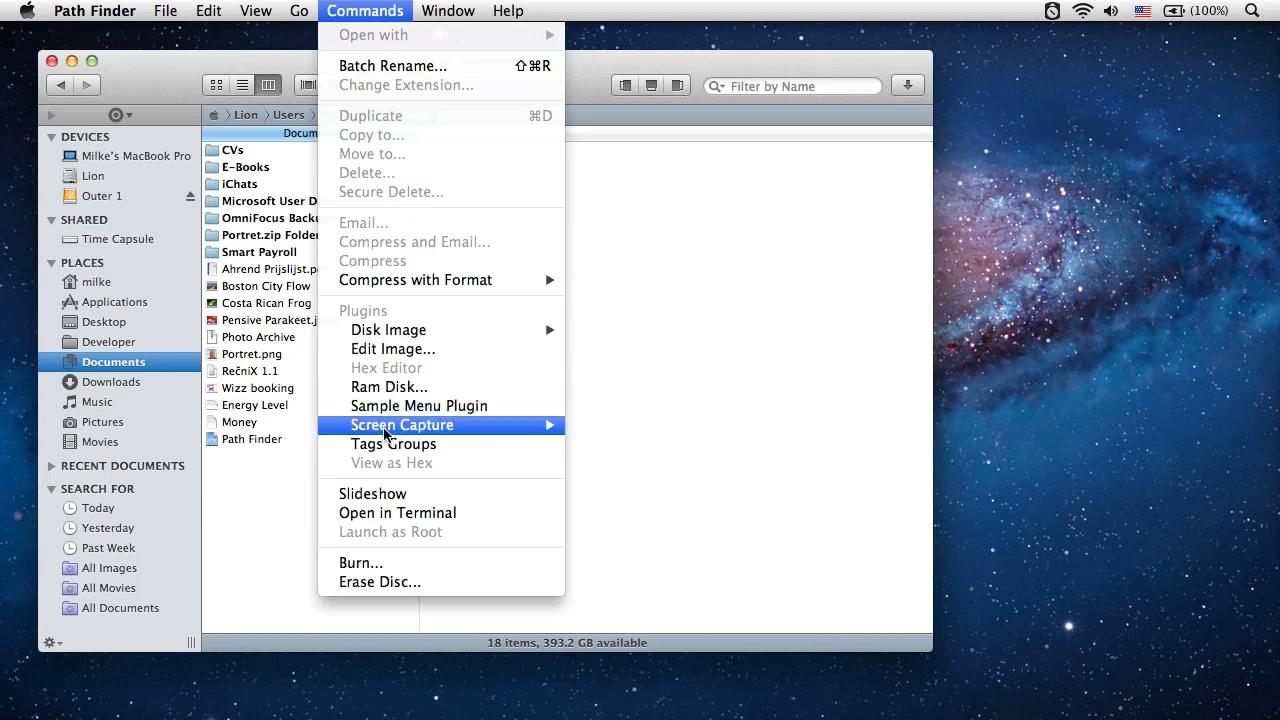 Path Finder File Edit View Go Commands Window Help (100%)
Open with
Batch Rename... ⇧⌘R
Change Extension...
Duplicate ⌘D
Copy to...
Move to...
Delete...
Secure Delete...
Email...
Compress and Email...
Compress
Compress with Format
Plugins
Disk Image
Edit Image...
Hex Editor
Ram Disk...
Sample Menu Plugin
Screen Capture
Tags Groups
View as Hex
Slideshow
Open in Terminal
Launch as Root
Burn...
Erase Disc...
Filter by Name
Lion Users
Docum
DEVICES
Milke's MacBook Pro
Lion
Outer 1
SHARED
Time Capsule
PLACES
milke
Applications
Desktop
Developer
Documents
Downloads
Music
Pictures
Movies
RECENT DOCUMENTS
SEARCH FOR
Today
Yesterday
Past Week
All Images
All Movies
All Documents
CVs
E-Books
iChats
Microsoft User D
OmniFocus Backu
Portret.zip Folder
Smart Payroll
Ahrend Prijslijst.p
Boston City Flow
Costa Rican Frog
Pensive Parakeet.j
Photo Archive
Portret.png
RečniX 1.1
Wizz booking
Energy Level
Money
Path Finder
18 items, 393.2 GB available